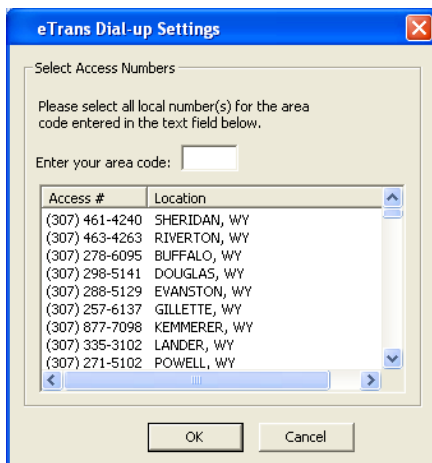 eTrans Dial-up Settings
Select Access Numbers
Please select all local number(s) for the area
code entered in the text field below.
Enter your area code:
Access # Location
(307) 461-4240 SHERIDAN, WY
(307) 463-4263 RIVERTON, WY
(307) 278-6095 BUFFALO, WY
(307) 298-5141 DOUGLAS, WY
(307) 288-5129 EVANSTON, WY
(307) 257-6137 GILLETTE, WY
(307) 877-7098 KEMMERER, WY
(307) 335-3102 LANDER, WY
(307) 271-5102 POWELL, WY
OK Cancel